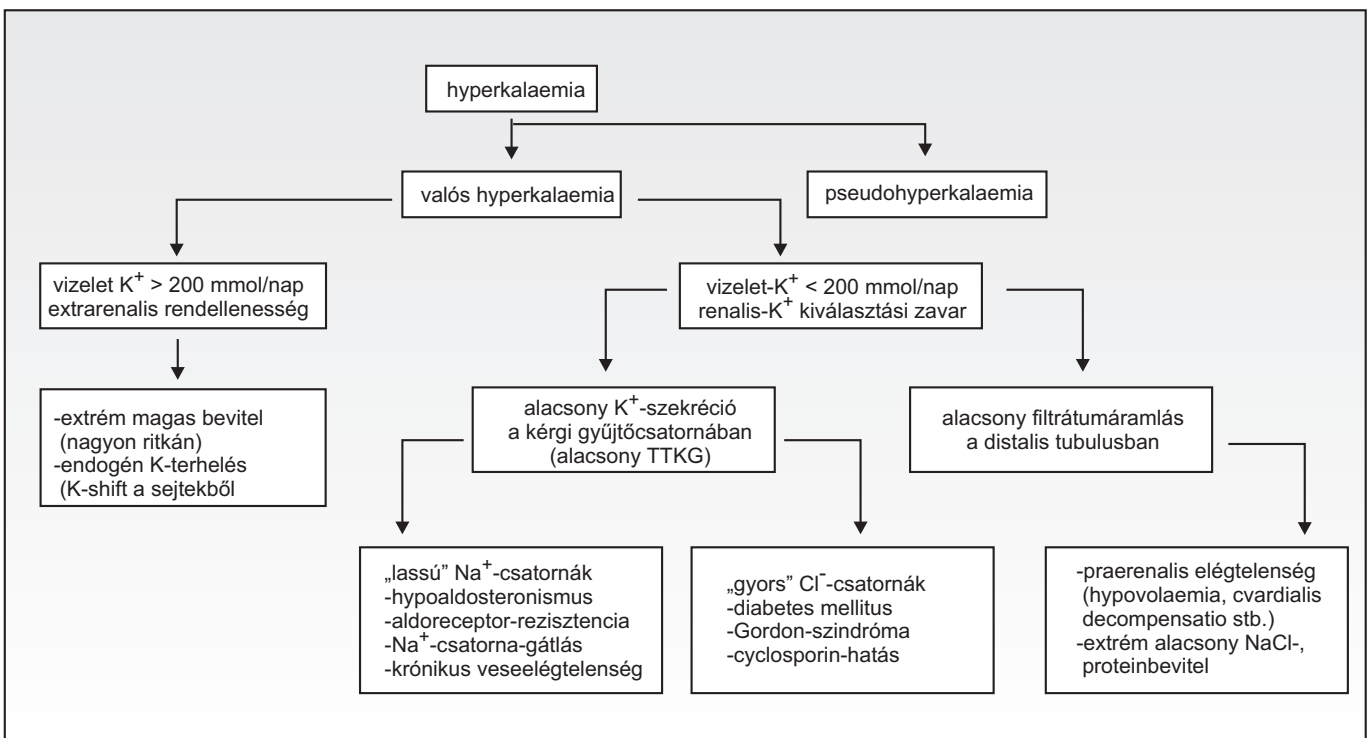 hyperkalaemia
valós hyperkalaemia
pseudohyperkalaemia
vizelet K⁺ > 200 mmol/nap
extrarenalis rendellenesség
vizelet-K⁺ < 200 mmol/nap
renalis-K⁺ kiválasztási zavar
-extrém magas bevitel
(nagyon ritkán)
-endogén K-terhelés
(K-shift a sejtekből
alacsony K⁺-szekréció
a kérgi gyűjtőcsatornában
(alacsony TTKG)
alacsony filtrátumáramlás
a distalis tubulusban
„lassú” Na⁺-csatornák
-hypoaldosteronismus
-aldoreceptor-rezisztencia
-Na⁺-csatorna-gátlás
-krónikus veseelégtelenség
„gyors” Cl⁻-csatornák
-diabetes mellitus
-Gordon-szindróma
-cyclosporin-hatás
-praerenalis elégtelenség
(hypovolaemia, cvardialis
decompensatio stb.)
-extrém alacsony NaCl-,
proteinbevitel